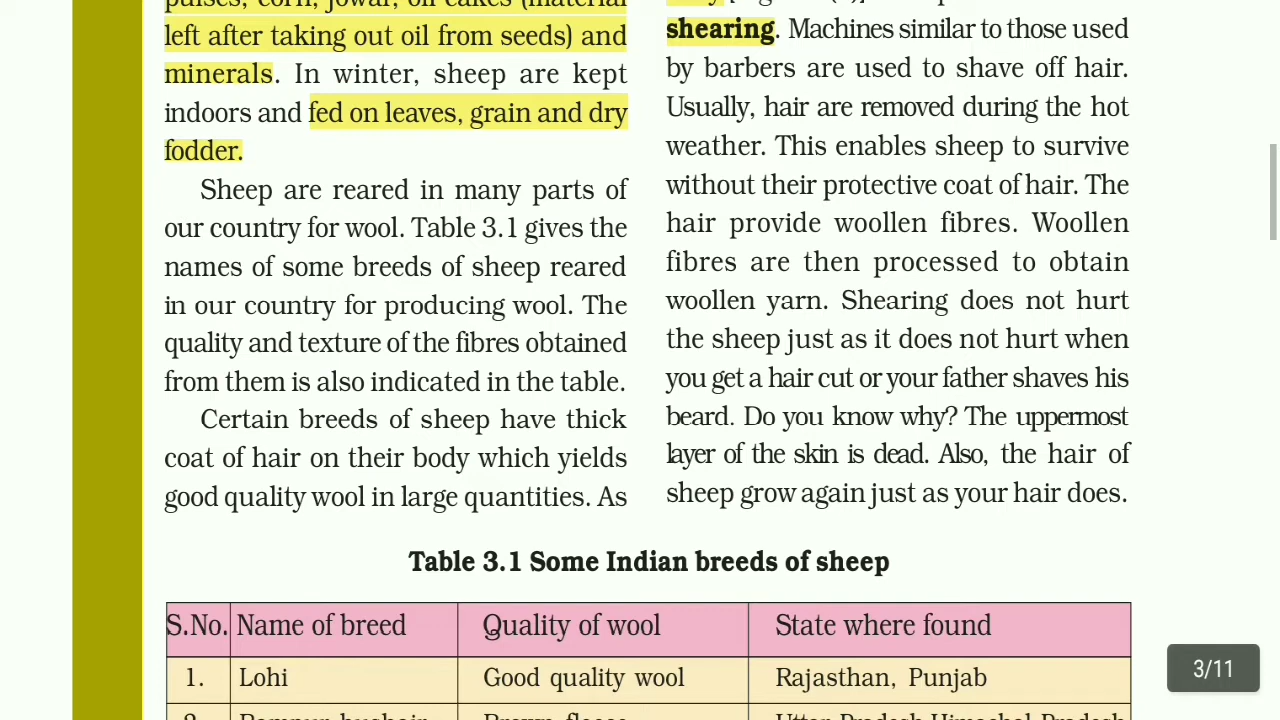 left after taking out oil from seeds) and
minerals. In winter, sheep are kept
indoors and fed on leaves, grain and dry
fodder.
Sheep are reared in many parts of
our country for wool. Table 3.1 gives the
names of some breeds of sheep reared
in our country for producing wool. The
quality and texture of the fibres obtained
from them is also indicated in the table.
Certain breeds of sheep have thick
coat of hair on their body which yields
good quality wool in large quantities. As
shearing. Machines similar to those used
by barbers are used to shave off hair.
Usually, hair are removed during the hot
weather. This enables sheep to survive
without their protective coat of hair. The
hair provide woollen fibres. Woollen
fibres are then processed to obtain
woollen yarn. Shearing does not hurt
the sheep just as it does not hurt when
you get a hair cut or your father shaves his
beard. Do you know why? The uppermost
layer of the skin is dead. Also, the hair of
sheep grow again just as your hair does.
Table 3.1 Some Indian breeds of sheep
S.No. Name of breed Quality of wool State where found
1. Lohi Good quality wool Rajasthan, Punjab
3/11